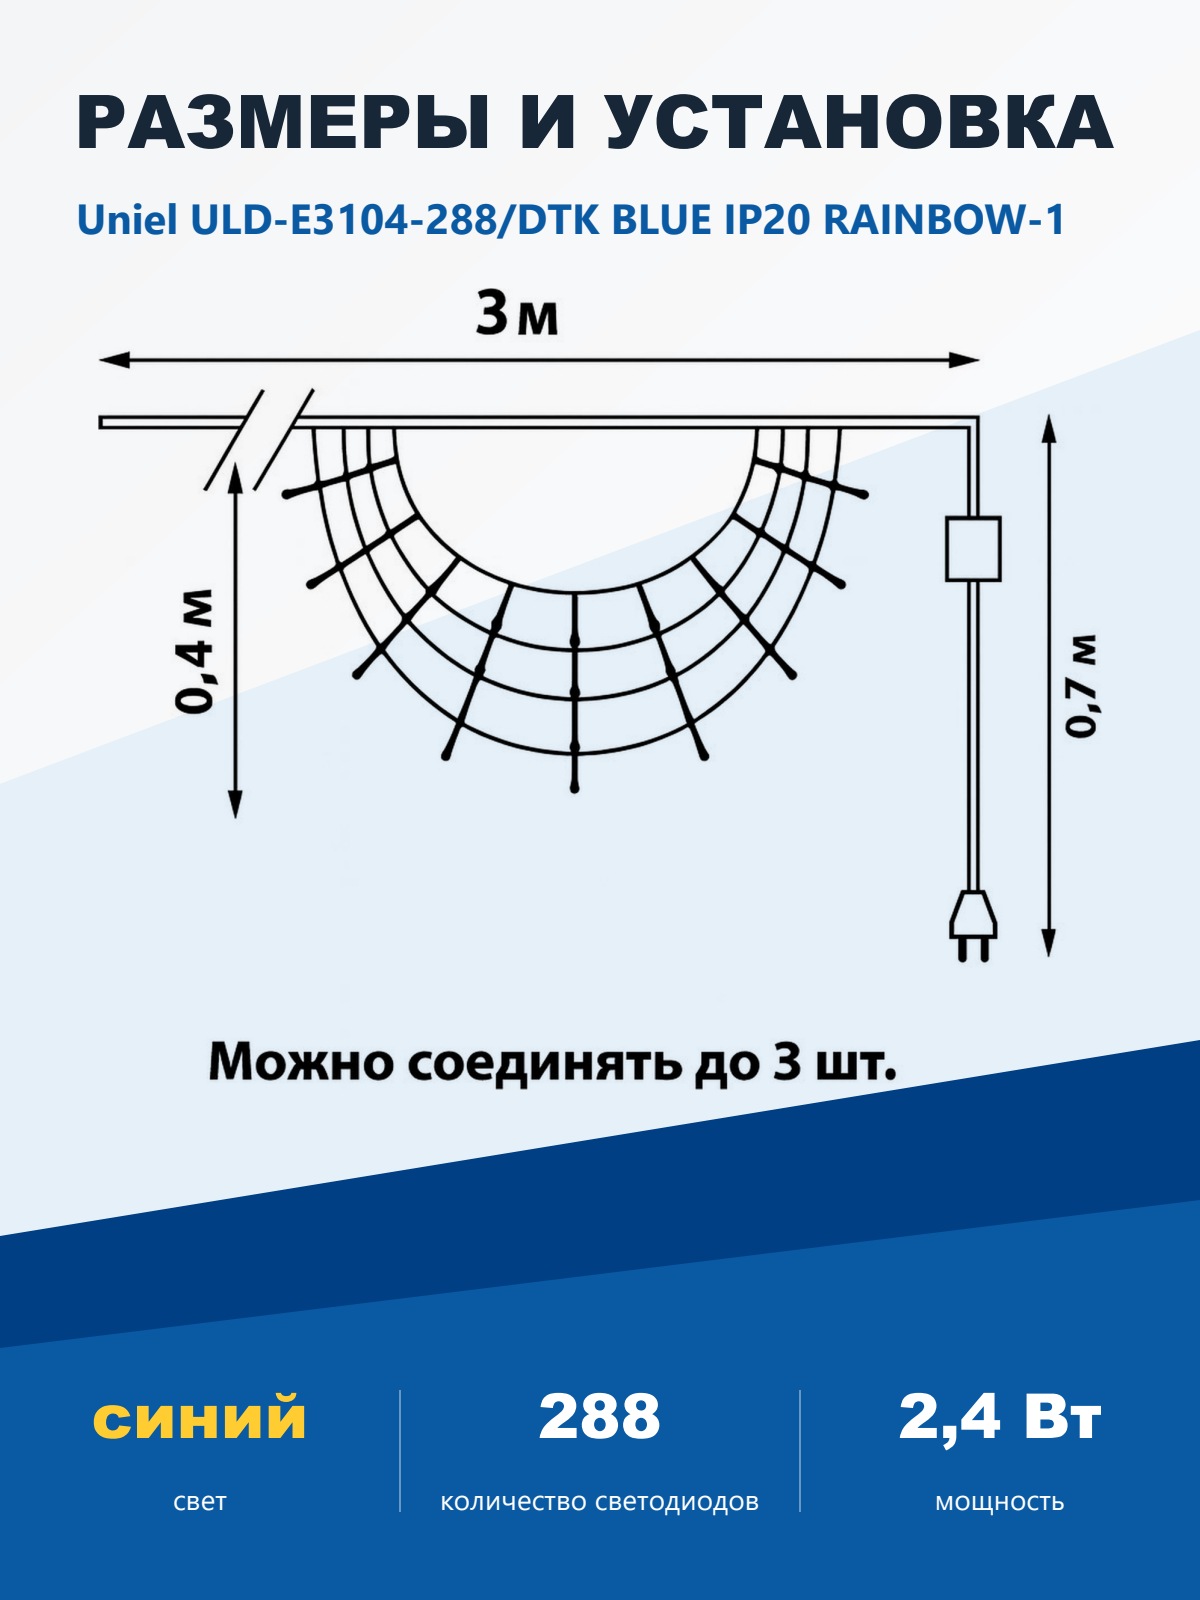 РАЗМЕРЫ И УСТАНОВКА
Uniel ULD-E3104-288/DTK BLUE IP20 RAINBOW-1
3 м
0,4 м
0,7 м
Можно соединять до 3 шт.
синий
свет
288
количество светодиодов
2,4 Вт
мощность